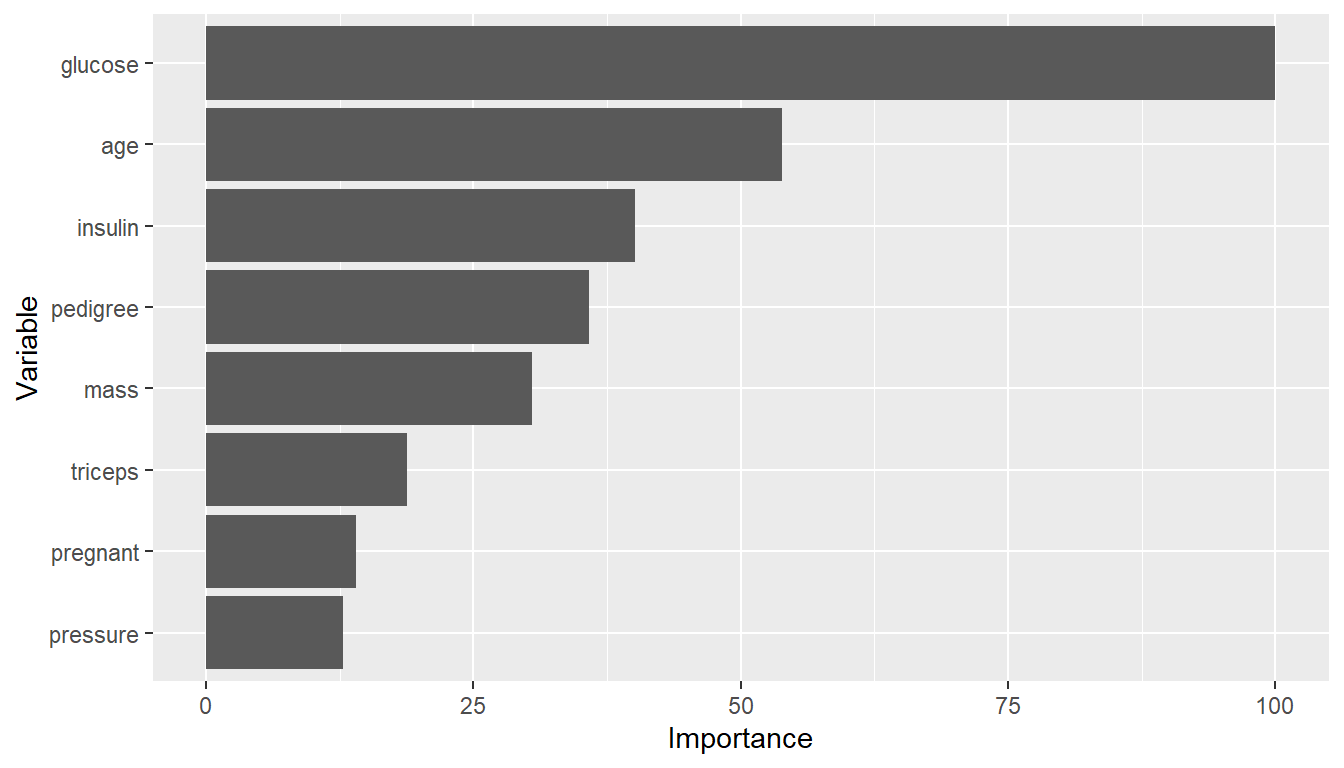 glucose
age
insulin
pedigree
mass
triceps
pregnant
pressure
Variable
0 25 50 75 100
Importance